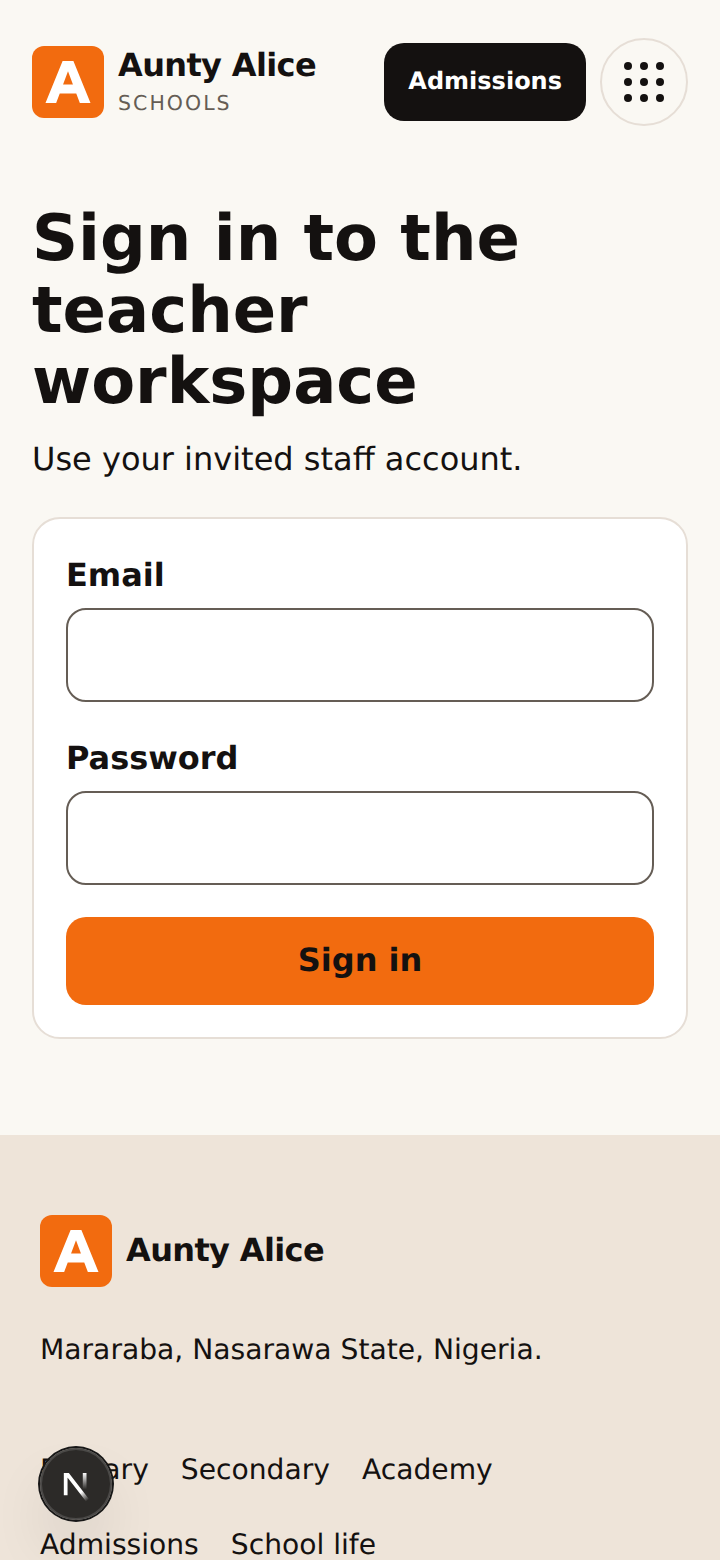 A Aunty Alice
SCHOOLS
Admissions
Sign in to the
teacher
workspace
Use your invited staff account.
Email
Password
Sign in
A Aunty Alice
Mararaba, Nasarawa State, Nigeria.
Secondary Academy
Admissions School life
N